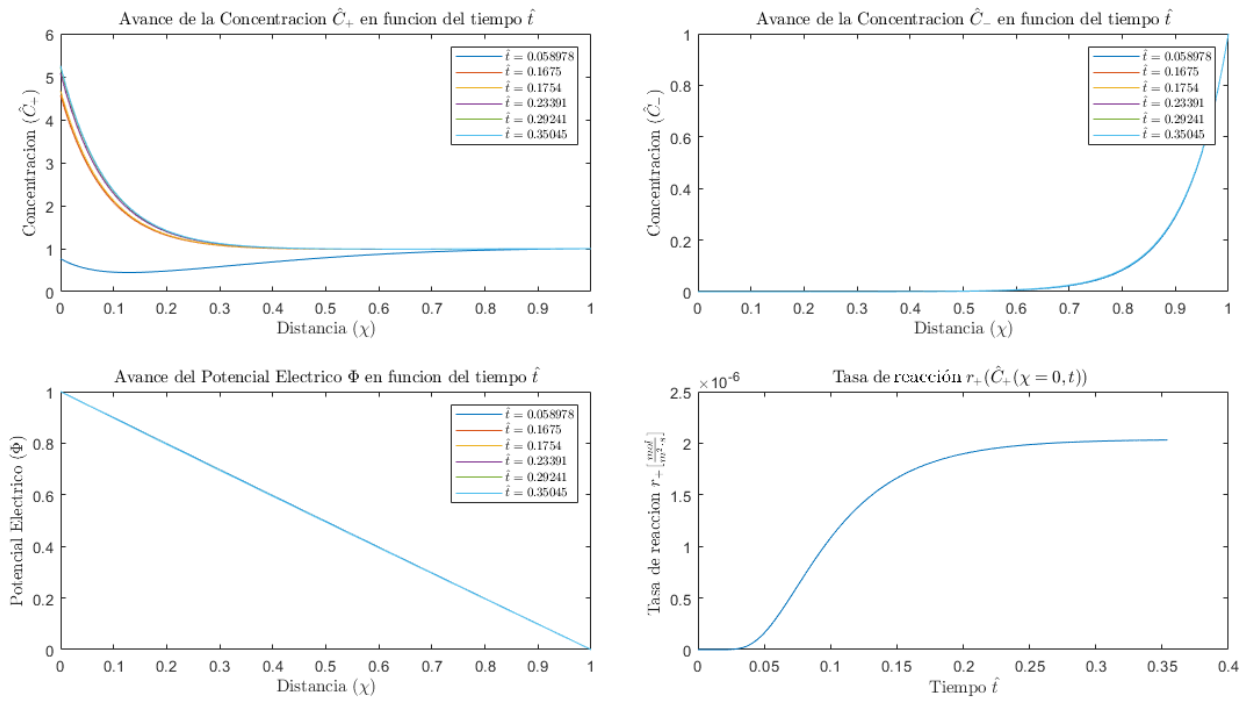 Avance de la Concentracion Ĉ₊ en funcion del tiempo t̂
Concentracion (Ĉ₊)
6
5
4
3
2
1
0
t̂ = 0.058978
t̂ = 0.1675
t̂ = 0.1754
t̂ = 0.23391
t̂ = 0.29241
t̂ = 0.35045
0 0.1 0.2 0.3 0.4 0.5 0.6 0.7 0.8 0.9 1
Distancia (χ)
Avance de la Concentracion Ĉ₋ en funcion del tiempo t̂
Concentracion (Ĉ₋)
1
0.8
0.6
0.4
0.2
0
t̂ = 0.058978
t̂ = 0.1675
t̂ = 0.1754
t̂ = 0.23391
t̂ = 0.29241
t̂ = 0.35045
0 0.1 0.2 0.3 0.4 0.5 0.6 0.7 0.8 0.9 1
Distancia (χ)
Avance del Potencial Electrico Φ en funcion del tiempo t̂
Potencial Electrico (Φ)
1
0.8
0.6
0.4
0.2
0
t̂ = 0.058978
t̂ = 0.1675
t̂ = 0.1754
t̂ = 0.23391
t̂ = 0.29241
t̂ = 0.35045
0 0.1 0.2 0.3 0.4 0.5 0.6 0.7 0.8 0.9 1
Distancia (χ)
Tasa de reacción r₊(Ĉ₊(χ = 0, t))
×10⁻⁶
Tasa de reaccion r₊[mol/m²·s]
2.5
2
1.5
1
0.5
0
0 0.05 0.1 0.15 0.2 0.25 0.3 0.35 0.4
Tiempo t̂